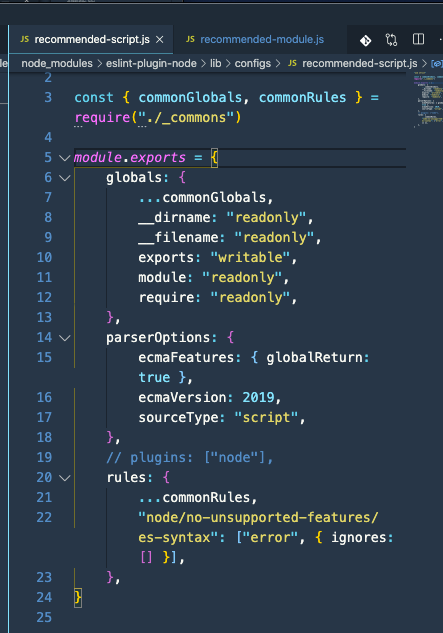 JS recommended-script.js × JS recommended-module.js
node_modules > eslint-plugin-node > lib > configs > JS recommended-script.js >
2
3 const { commonGlobals, commonRules } =
require("./_commons")
4
5 module.exports = {
6 globals: {
7 ...commonGlobals,
8 __dirname: "readonly",
9 __filename: "readonly",
10 exports: "writable",
11 module: "readonly",
12 require: "readonly",
13 },
14 parserOptions: {
15 ecmaFeatures: { globalReturn:
true },
16 ecmaVersion: 2019,
17 sourceType: "script",
18 },
19 // plugins: ["node"],
20 rules: {
21 ...commonRules,
22 "node/no-unsupported-features/
es-syntax": ["error", { ignores:
[] }],
23 },
24 }
25